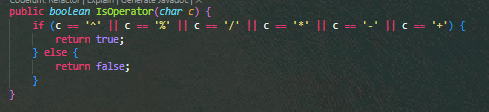 Codeium: Refactor | Explain | Generate Javadoc | ×
public boolean ISOperator(char c) {
    if (c == '^' || c == '%' || c == '/' || c == '*' || c == '-' || c == '+') {
        return true;
    } else {
        return false;
    }
}